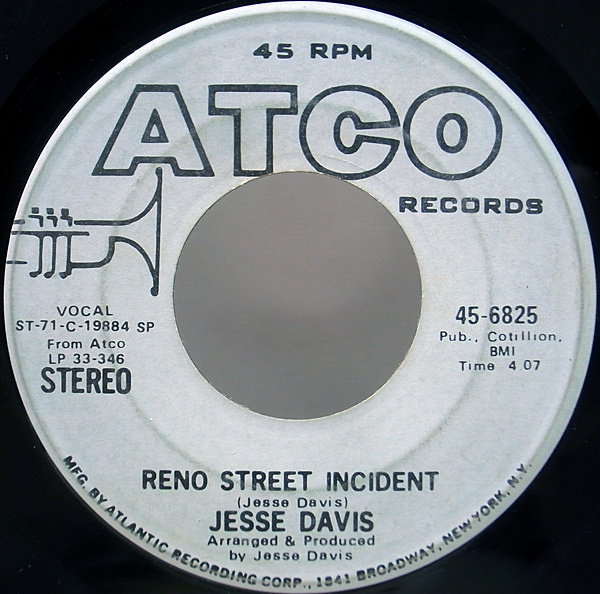 45 RPM
ATCO
RECORDS
VOCAL
ST-71-C-19884 SP
From Atco
LP 33-346
STEREO
45-6825
Pub., Cotillion,
BMI
Time 4 07
RENO STREET INCIDENT
(Jesse Davis)
JESSE DAVIS
Arranged & Produced
by Jesse Davis
MFG. BY ATLANTIC RECORDING CORP., 1841 BROADWAY, NEW YORK, N.Y.